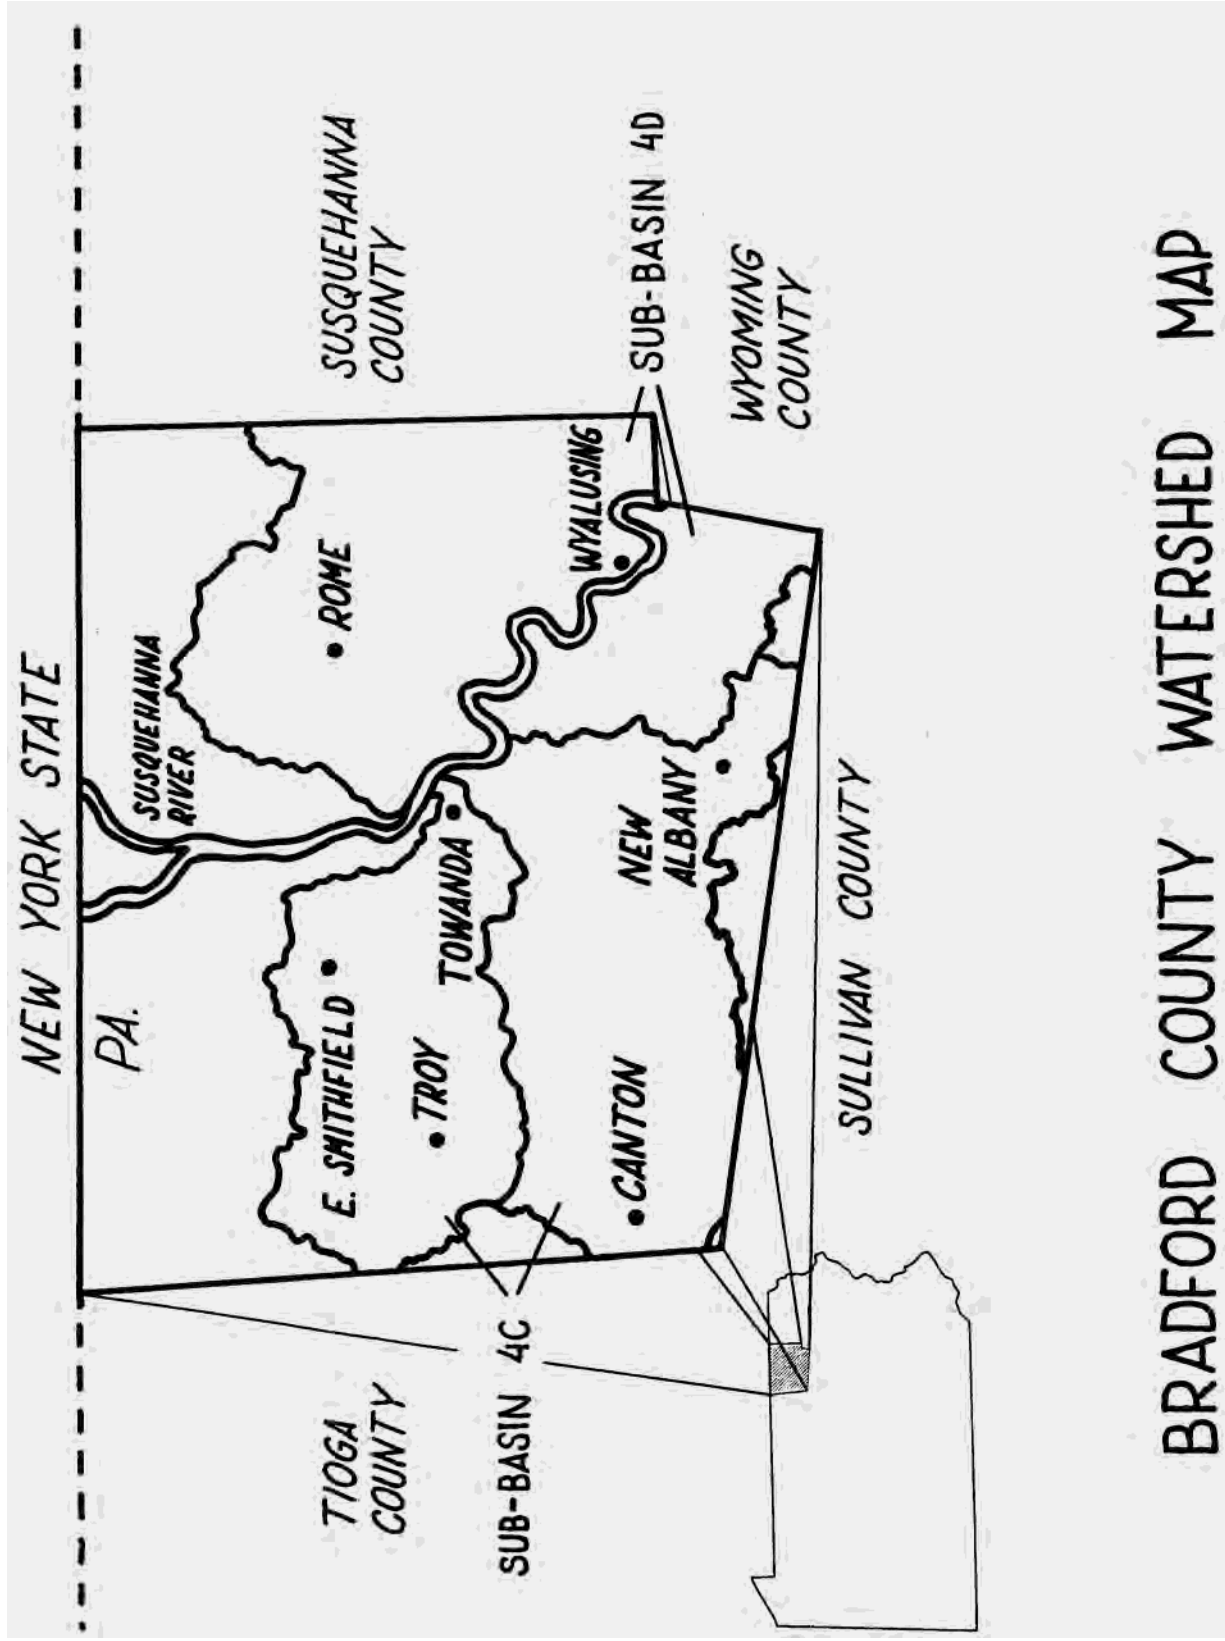 NEW YORK STATE
PA.
SUSQUEHANNA
RIVER
SUSQUEHANNA
COUNTY
TIOGA
COUNTY
E. SMITHFIELD
ROME
TROY
TOWANDA
WYALUSING
SUB-BASIN 4C
SUB-BASIN 4D
CANTON
NEW
ALBANY
WYOMING
COUNTY
SULLIVAN COUNTY
BRADFORD COUNTY WATERSHED MAP